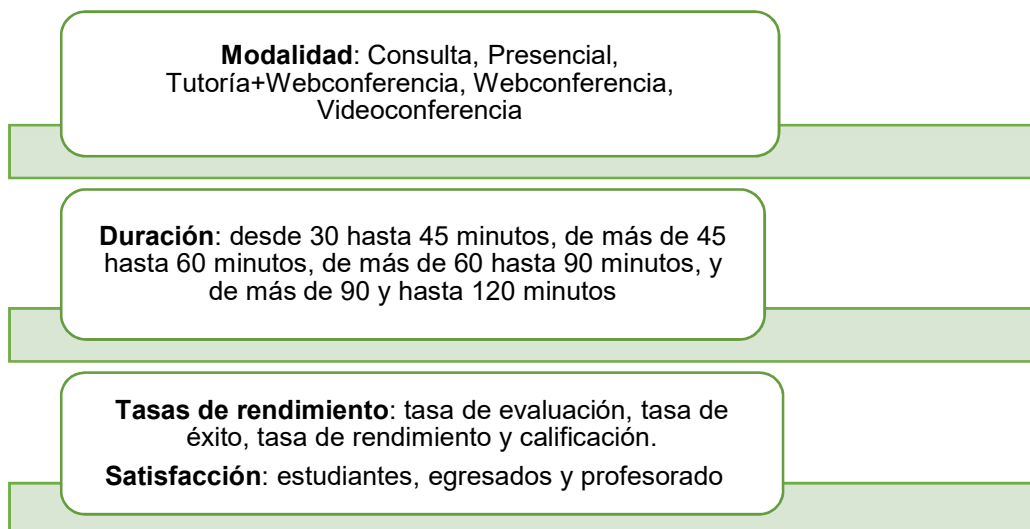 Modalidad: Consulta, Presencial,
Tutoría+Webconferencia, Webconferencia,
Videoconferencia
Duración: desde 30 hasta 45 minutos, de más de 45
hasta 60 minutos, de más de 60 hasta 90 minutos, y
de más de 90 y hasta 120 minutos
Tasas de rendimiento: tasa de evaluación, tasa de
éxito, tasa de rendimiento y calificación.
Satisfacción: estudiantes, egresados y profesorado